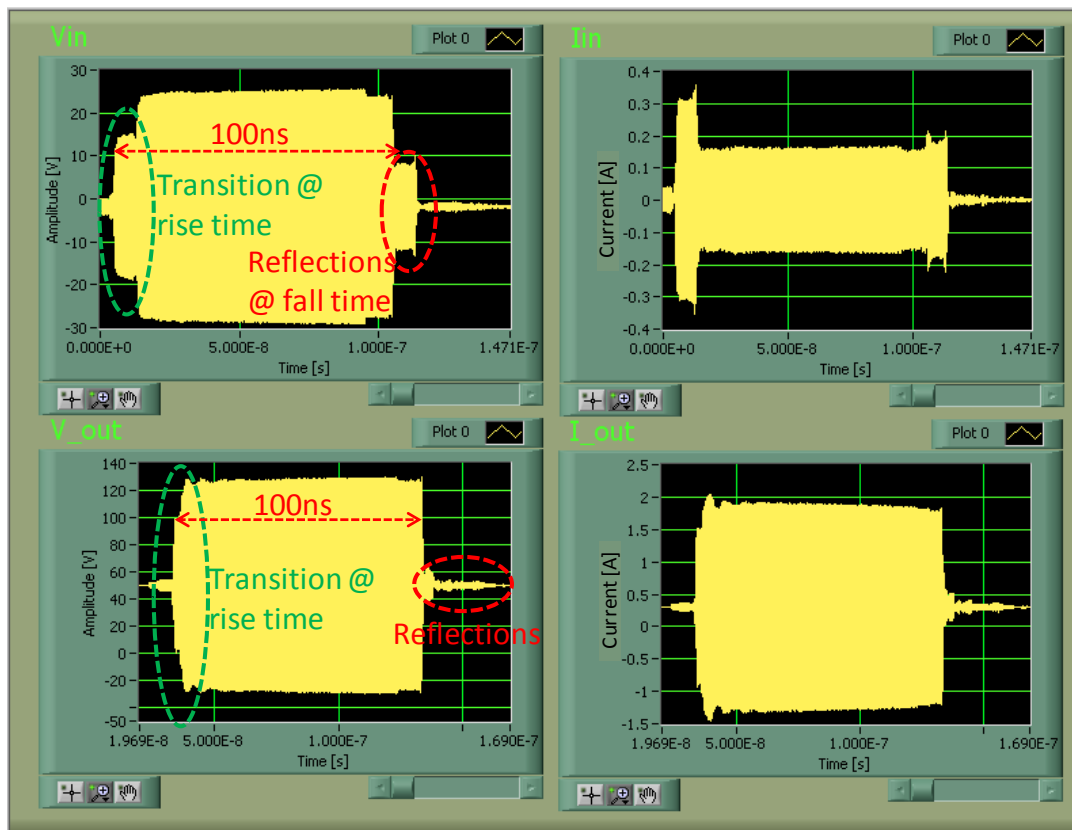 Vin
Plot 0
30
20
10
0
-10
-20
-30
Amplitude [V]
100ns
Transition @
rise time
Reflections
@ fall time
0.000E+0
5.000E-8
1.000E-7
1.471E-7
Time [s]
Iin
Plot 0
0.4
0.3
0.2
0.1
0.0
-0.1
-0.2
-0.3
-0.4
Current [A]
0.000E+0
5.000E-8
1.000E-7
1.471E-7
Time [s]
V_out
Plot 0
140
120
100
80
60
40
20
0
-20
-50
Amplitude [V]
100ns
Transition @
rise time
Reflections
1.969E-8
5.000E-8
1.000E-7
1.690E-7
Time [s]
I_out
Plot 0
2.5
2
1.5
1
0.5
0
-0.5
-1
-1.5
Current [A]
1.969E-8
5.000E-8
1.000E-7
1.690E-7
Time [s]